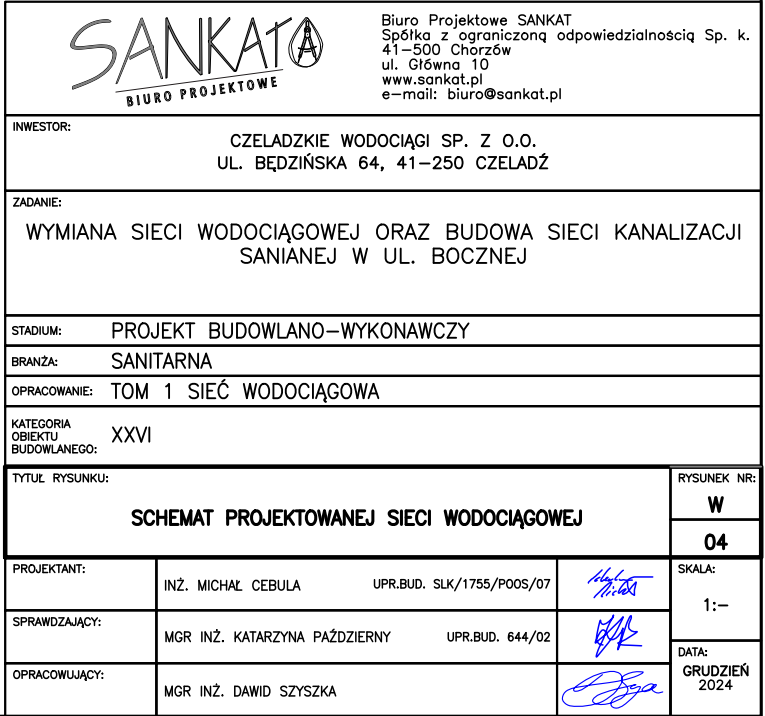 SANKAT
BIURO PROJEKTOWE
Biuro Projektowe SANKAT
Spółka z ograniczoną odpowiedzialnością Sp. k.
41-500 Chorzów
ul. Główna 10
www.sankat.pl
e-mail: biuro@sankat.pl
INWESTOR:
CZELADZKIE WODOCIĄGI SP. Z O.O.
UL. BĘDZIŃSKA 64, 41-250 CZELADŹ
ZADANIE:
WYMIANA SIECI WODOCIĄGOWEJ ORAZ BUDOWA SIECI KANALIZACJI
SANIANEJ W UL. BOCZNEJ
STADIUM: PROJEKT BUDOWLANO-WYKONAWCZY
BRANŻA: SANITARNA
OPRACOWANIE: TOM 1 SIEĆ WODOCIĄGOWA
KATEGORIA
OBIEKTU
BUDOWLANEGO: XXVI
TYTUŁ RYSUNKU:
SCHEMAT PROJEKTOWANEJ SIECI WODOCIĄGOWEJ
RYSUNEK NR:
W
04
PROJEKTANT:
INŻ. MICHAŁ CEBULA UPR.BUD. SLK/1755/POOS/07
SKALA:
1:-
SPRAWDZAJĄCY:
MGR INŻ. KATARZYNA PAŹDZIERNY UPR.BUD. 644/02
DATA:
GRUDZIEŃ
2024
OPRACOWUJĄCY:
MGR INŻ. DAWID SZYSZKA